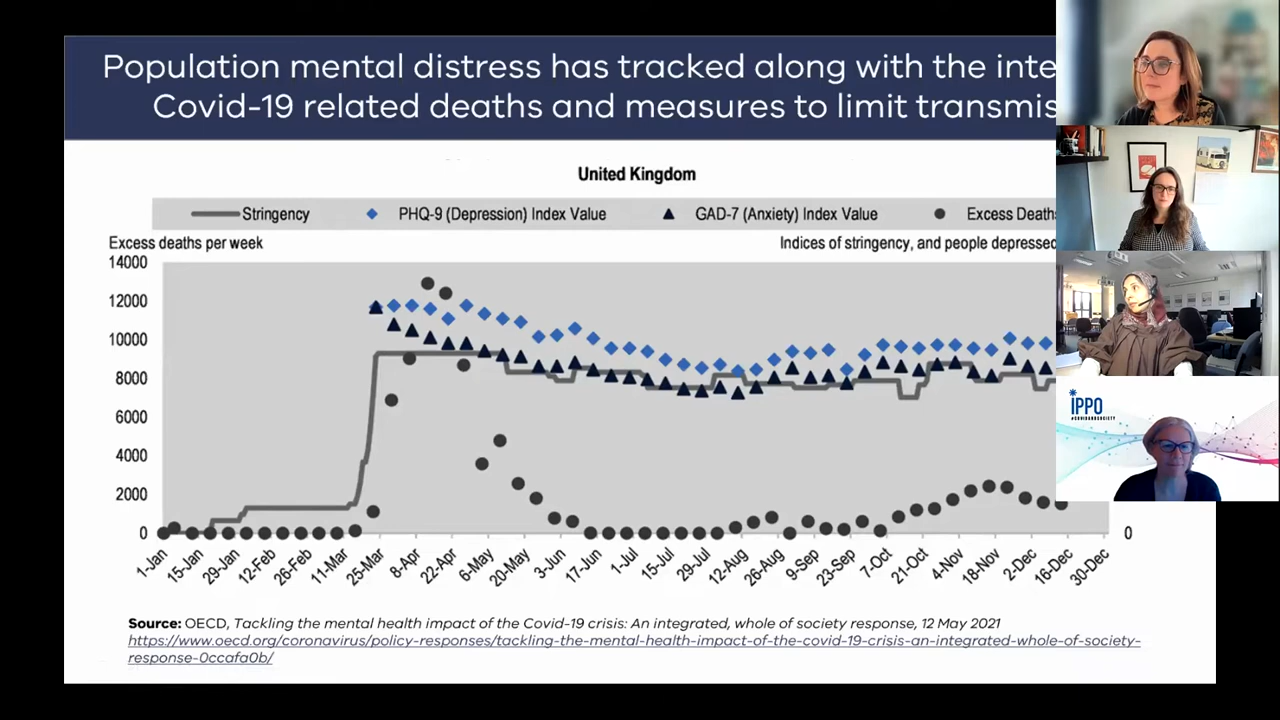 Population mental distress has tracked along with the inte
Covid-19 related deaths and measures to limit transmis
United Kingdom
Stringency PHQ-9 (Depression) Index Value GAD-7 (Anxiety) Index Value Excess Deaths
Excess deaths per week Indices of stringency, and people depressed
14000
12000
10000
8000
6000
4000
2000
0 0
1-Jan 15-Jan 29-Jan 12-Feb 26-Feb 11-Mar 25-Mar 8-Apr 22-Apr 6-May 20-May 3-Jun 17-Jun 1-Jul 15-Jul 29-Jul 12-Aug 26-Aug 9-Sep 23-Sep 7-Oct 21-Oct 4-Nov 18-Nov 2-Dec 16-Dec 30-Dec
Source: OECD, Tackling the mental health impact of the Covid-19 crisis: An integrated, whole of society response, 12 May 2021
https://www.oecd.org/coronavirus/policy-responses/tackling-the-mental-health-impact-of-the-covid-19-crisis-an-integrated-whole-of-society-
response-0ccafa0b/
IPPO
#COVIDANDSOCIETY